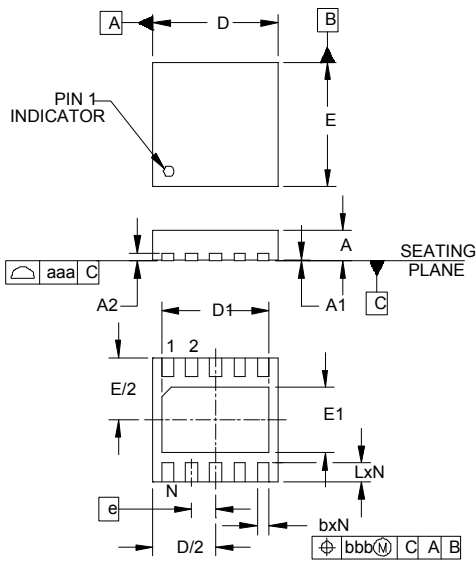 A
D
B
PIN 1
INDICATOR
E
A
SEATING
PLANE
aaa C
A2
A1
C
D1
1 2
E/2
E1
LxN
N
e
bxN
D/2
bbb Ⓜ C A B